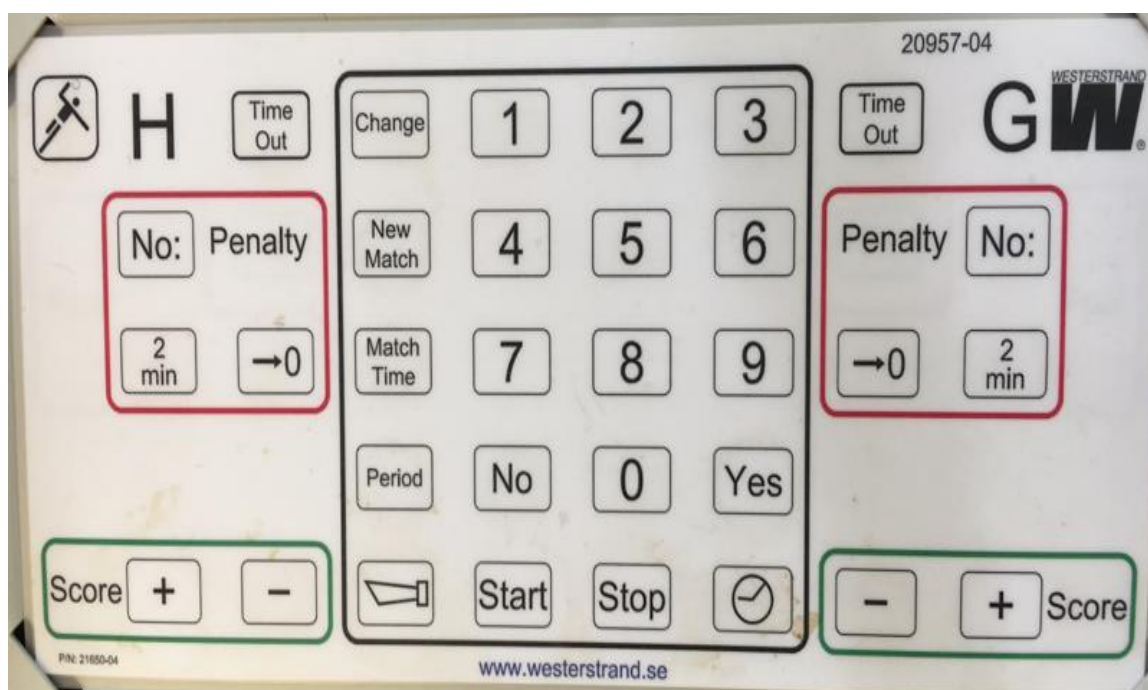 20957-04
WESTERSTRAND
W®
H
Time
Out
Change
1
2
3
Time
Out
G
No:
Penalty
New
Match
4
5
6
Penalty
No:
2
min
→0
Match
Time
7
8
9
→0
2
min
Period
No
0
Yes
Score
+
-
Start
Stop
-
+
Score
P/N: 21650-04
www.westerstrand.se